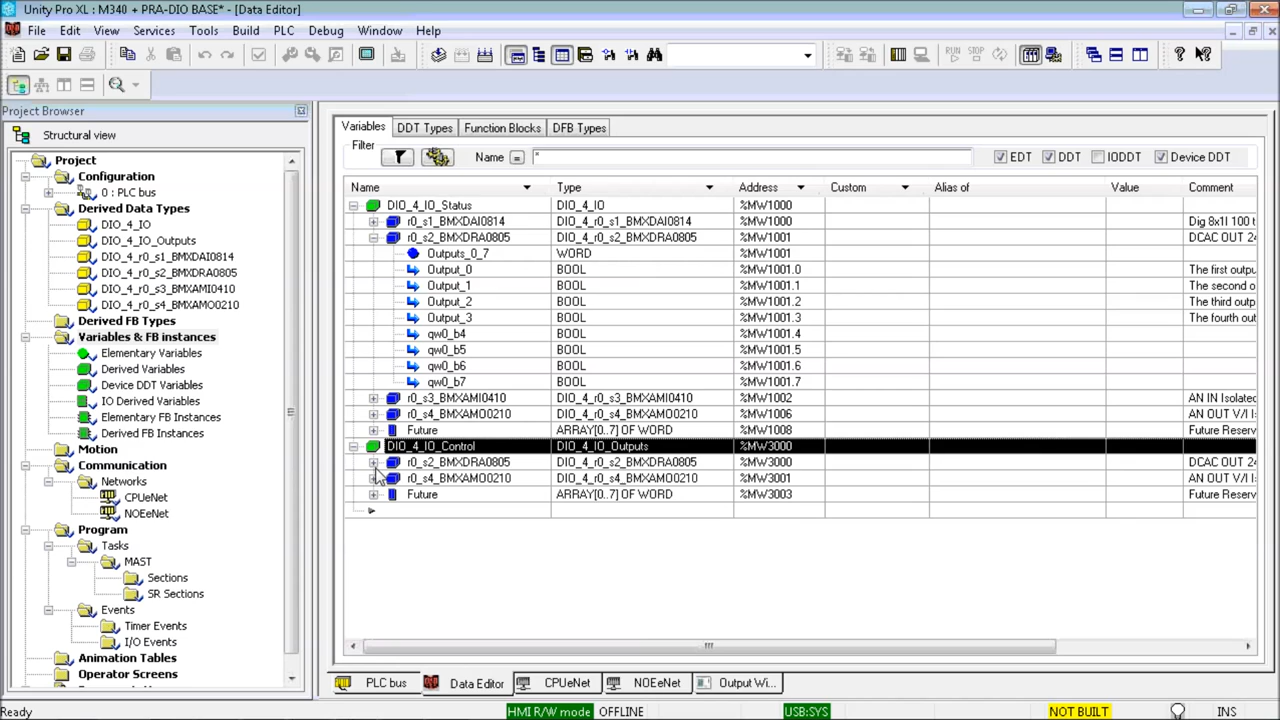 Unity Pro XL : M340 + PRA-DIO BASE* - [Data Editor]
File Edit View Services Tools Build PLC Debug Window Help
RUN STOP
Project Browser
Structural view
Project
Configuration
0 : PLC bus
Derived Data Types
DIO_4_IO
DIO_4_IO_Outputs
DIO_4_r0_s1_BMXDAI0814
DIO_4_r0_s2_BMXDRA0805
DIO_4_r0_s3_BMXAMI0410
DIO_4_r0_s4_BMXAMO0210
Derived FB Types
Variables & FB instances
Elementary Variables
Derived Variables
Device DDT Variables
IO Derived Variables
Elementary FB Instances
Derived FB Instances
Motion
Communication
Networks
CPUeNet
NOEeNet
Program
Tasks
MAST
Sections
SR Sections
Events
Timer Events
I/O Events
Animation Tables
Operator Screens
Variables DDT Types Function Blocks DFB Types
Filter
Name = * EDT DDT IODDT Device DDT
Name Type Address Custom Alias of Value Comment
DIO_4_IO_Status DIO_4_IO %MW1000
r0_s1_BMXDAI0814 DIO_4_r0_s1_BMXDAI0814 %MW1000 Dig 8x1I 100 t
r0_s2_BMXDRA0805 DIO_4_r0_s2_BMXDRA0805 %MW1001 DCAC OUT 24
Outputs_0_7 WORD %MW1001
Output_0 BOOL %MW1001.0 The first outpu
Output_1 BOOL %MW1001.1 The second o
Output_2 BOOL %MW1001.2 The third outp
Output_3 BOOL %MW1001.3 The fourth outp
qw0_b4 BOOL %MW1001.4
qw0_b5 BOOL %MW1001.5
qw0_b6 BOOL %MW1001.6
qw0_b7 BOOL %MW1001.7
r0_s3_BMXAMI0410 DIO_4_r0_s3_BMXAMI0410 %MW1002 AN IN Isolated
r0_s4_BMXAMO0210 DIO_4_r0_s4_BMXAMO0210 %MW1006 AN OUT V/I I
Future ARRAY[0..7] OF WORD %MW1008 Future Reserv
DIO_4_IO_Control DIO_4_IO_Outputs %MW3000
r0_s2_BMXDRA0805 DIO_4_r0_s2_BMXDRA0805 %MW3000 DCAC OUT 24
r0_s4_BMXAMO0210 DIO_4_r0_s4_BMXAMO0210 %MW3001 AN OUT V/I I
Future ARRAY[0..7] OF WORD %MW3003 Future Reserv
PLC bus Data Editor CPUeNet NOEeNet Output Wi...
Ready HMI R/W mode OFFLINE USB:SYS NOT BUILT INS